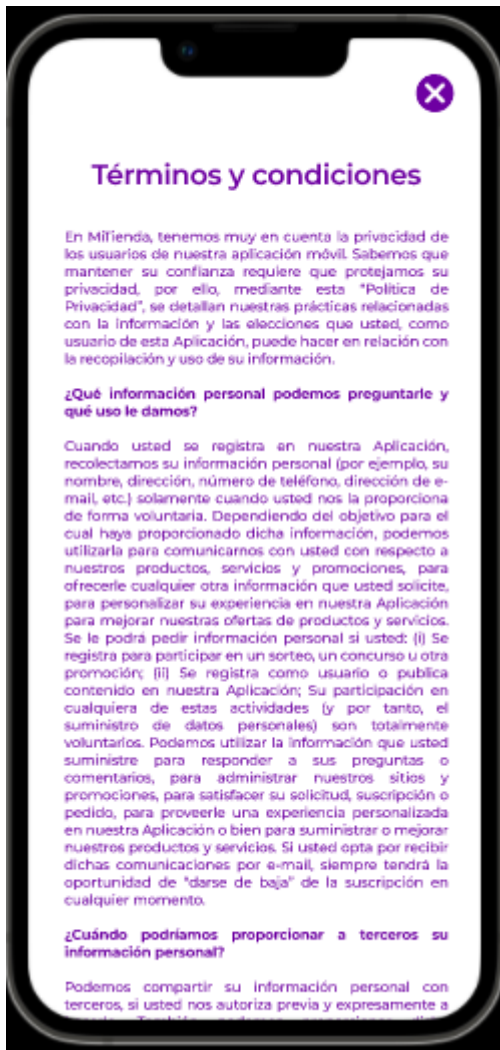 Términos y condiciones
En MiTienda, tenemos muy en cuenta la privacidad de
los usuarios de nuestra aplicación móvil. Sabemos que
mantener su confianza requiere que protejamos su
privacidad, por ello, mediante esta "Política de
Privacidad", se detallan nuestras prácticas relacionadas
con la información y las elecciones que usted, como
usuario de esta Aplicación, puede hacer en relación con
la recopilación y uso de su información.
¿Qué información personal podemos preguntarle y
qué uso le damos?
Cuando usted se registra en nuestra Aplicación,
recolectamos su información personal (por ejemplo, su
nombre, dirección, número de teléfono, dirección de e-
mail, etc.) solamente cuando usted nos la proporciona
de forma voluntaria. Dependiendo del objetivo para el
cual haya proporcionado dicha información, podemos
utilizarla para comunicarnos con usted con respecto a
nuestros productos, servicios y promociones, para
ofrecerle cualquier otra información que usted solicite,
para personalizar su experiencia en nuestra Aplicación
para mejorar nuestras ofertas de productos y servicios.
Se le podrá pedir información personal si usted: (i) Se
registra para participar en un sorteo, un concurso u otra
promoción; (ii) Se registra como usuario o publica
contenido en nuestra Aplicación; Su participación en
cualquiera de estas actividades (y por tanto, el
suministro de datos personales) son totalmente
voluntarios. Podemos utilizar la información que usted
suministre para responder a sus preguntas o
comentarios, para administrar nuestros sitios y
promociones, para satisfacer su solicitud, suscripción o
pedido, para proveerle una experiencia personalizada
en nuestra Aplicación o bien para suministrar o mejorar
nuestros productos y servicios. Si usted opta por recibir
dichas comunicaciones por e-mail, siempre tendrá la
oportunidad de "darse de baja" de la suscripción en
cualquier momento.
¿Cuándo podríamos proporcionar a terceros su
información personal?
Podemos compartir su información personal con
terceros, si usted nos autoriza previa y expresamente a